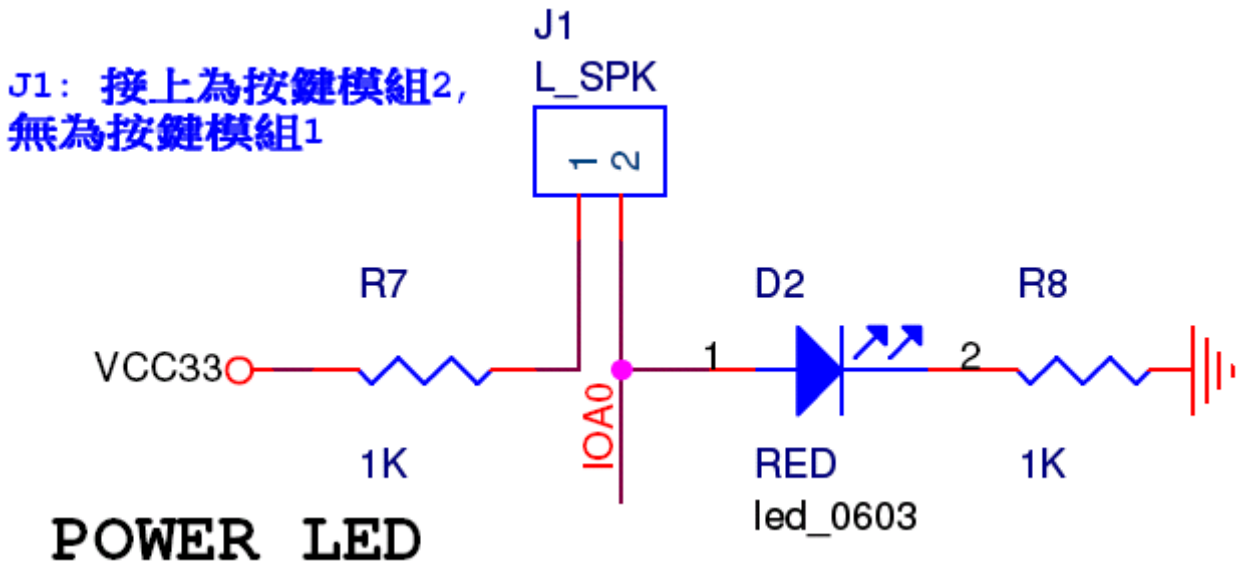 J1
L_SPK
J1: 接上為按鍵模組2,
無為按鍵模組1
1 2
R7
D2
R8
VCC33
1
2
IOA0
1K
RED
1K
led_0603
POWER LED